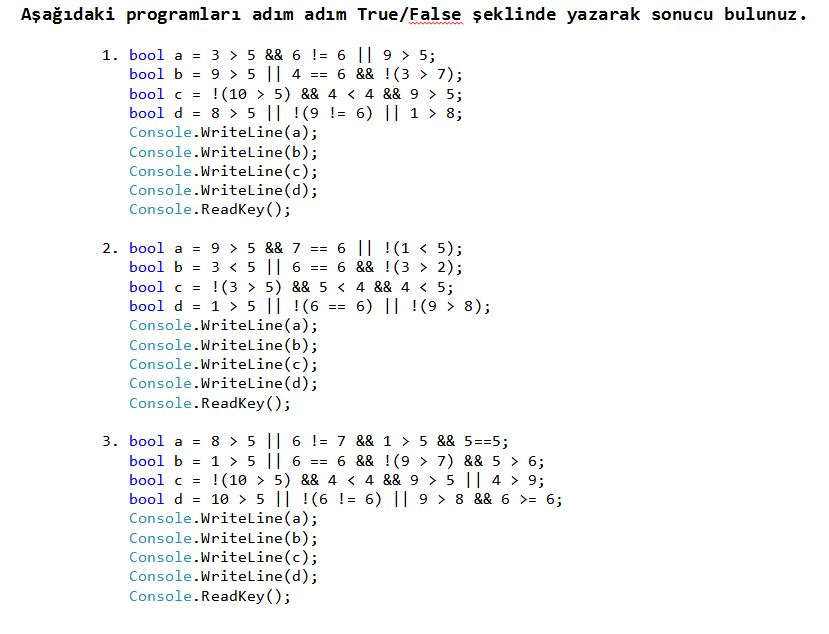 Aşağıdaki programları adım adım True/False şeklinde yazarak sonucu bulunuz.
1. bool a = 3 > 5 && 6 != 6 || 9 > 5;
bool b = 9 > 5 || 4 == 6 && !(3 > 7);
bool c = !(10 > 5) && 4 < 4 && 9 > 5;
bool d = 8 > 5 || !(9 != 6) || 1 > 8;
Console.WriteLine(a);
Console.WriteLine(b);
Console.WriteLine(c);
Console.WriteLine(d);
Console.ReadKey();
2. bool a = 9 > 5 && 7 == 6 || !(1 < 5);
bool b = 3 < 5 || 6 == 6 && !(3 > 2);
bool c = !(3 > 5) && 5 < 4 && 4 < 5;
bool d = 1 > 5 || !(6 == 6) || !(9 > 8);
Console.WriteLine(a);
Console.WriteLine(b);
Console.WriteLine(c);
Console.WriteLine(d);
Console.ReadKey();
3. bool a = 8 > 5 || 6 != 7 && 1 > 5 && 5==5;
bool b = 1 > 5 || 6 == 6 && !(9 > 7) && 5 > 6;
bool c = !(10 > 5) && 4 < 4 && 9 > 5 || 4 > 9;
bool d = 10 > 5 || !(6 != 6) || 9 > 8 && 6 >= 6;
Console.WriteLine(a);
Console.WriteLine(b);
Console.WriteLine(c);
Console.WriteLine(d);
Console.ReadKey();